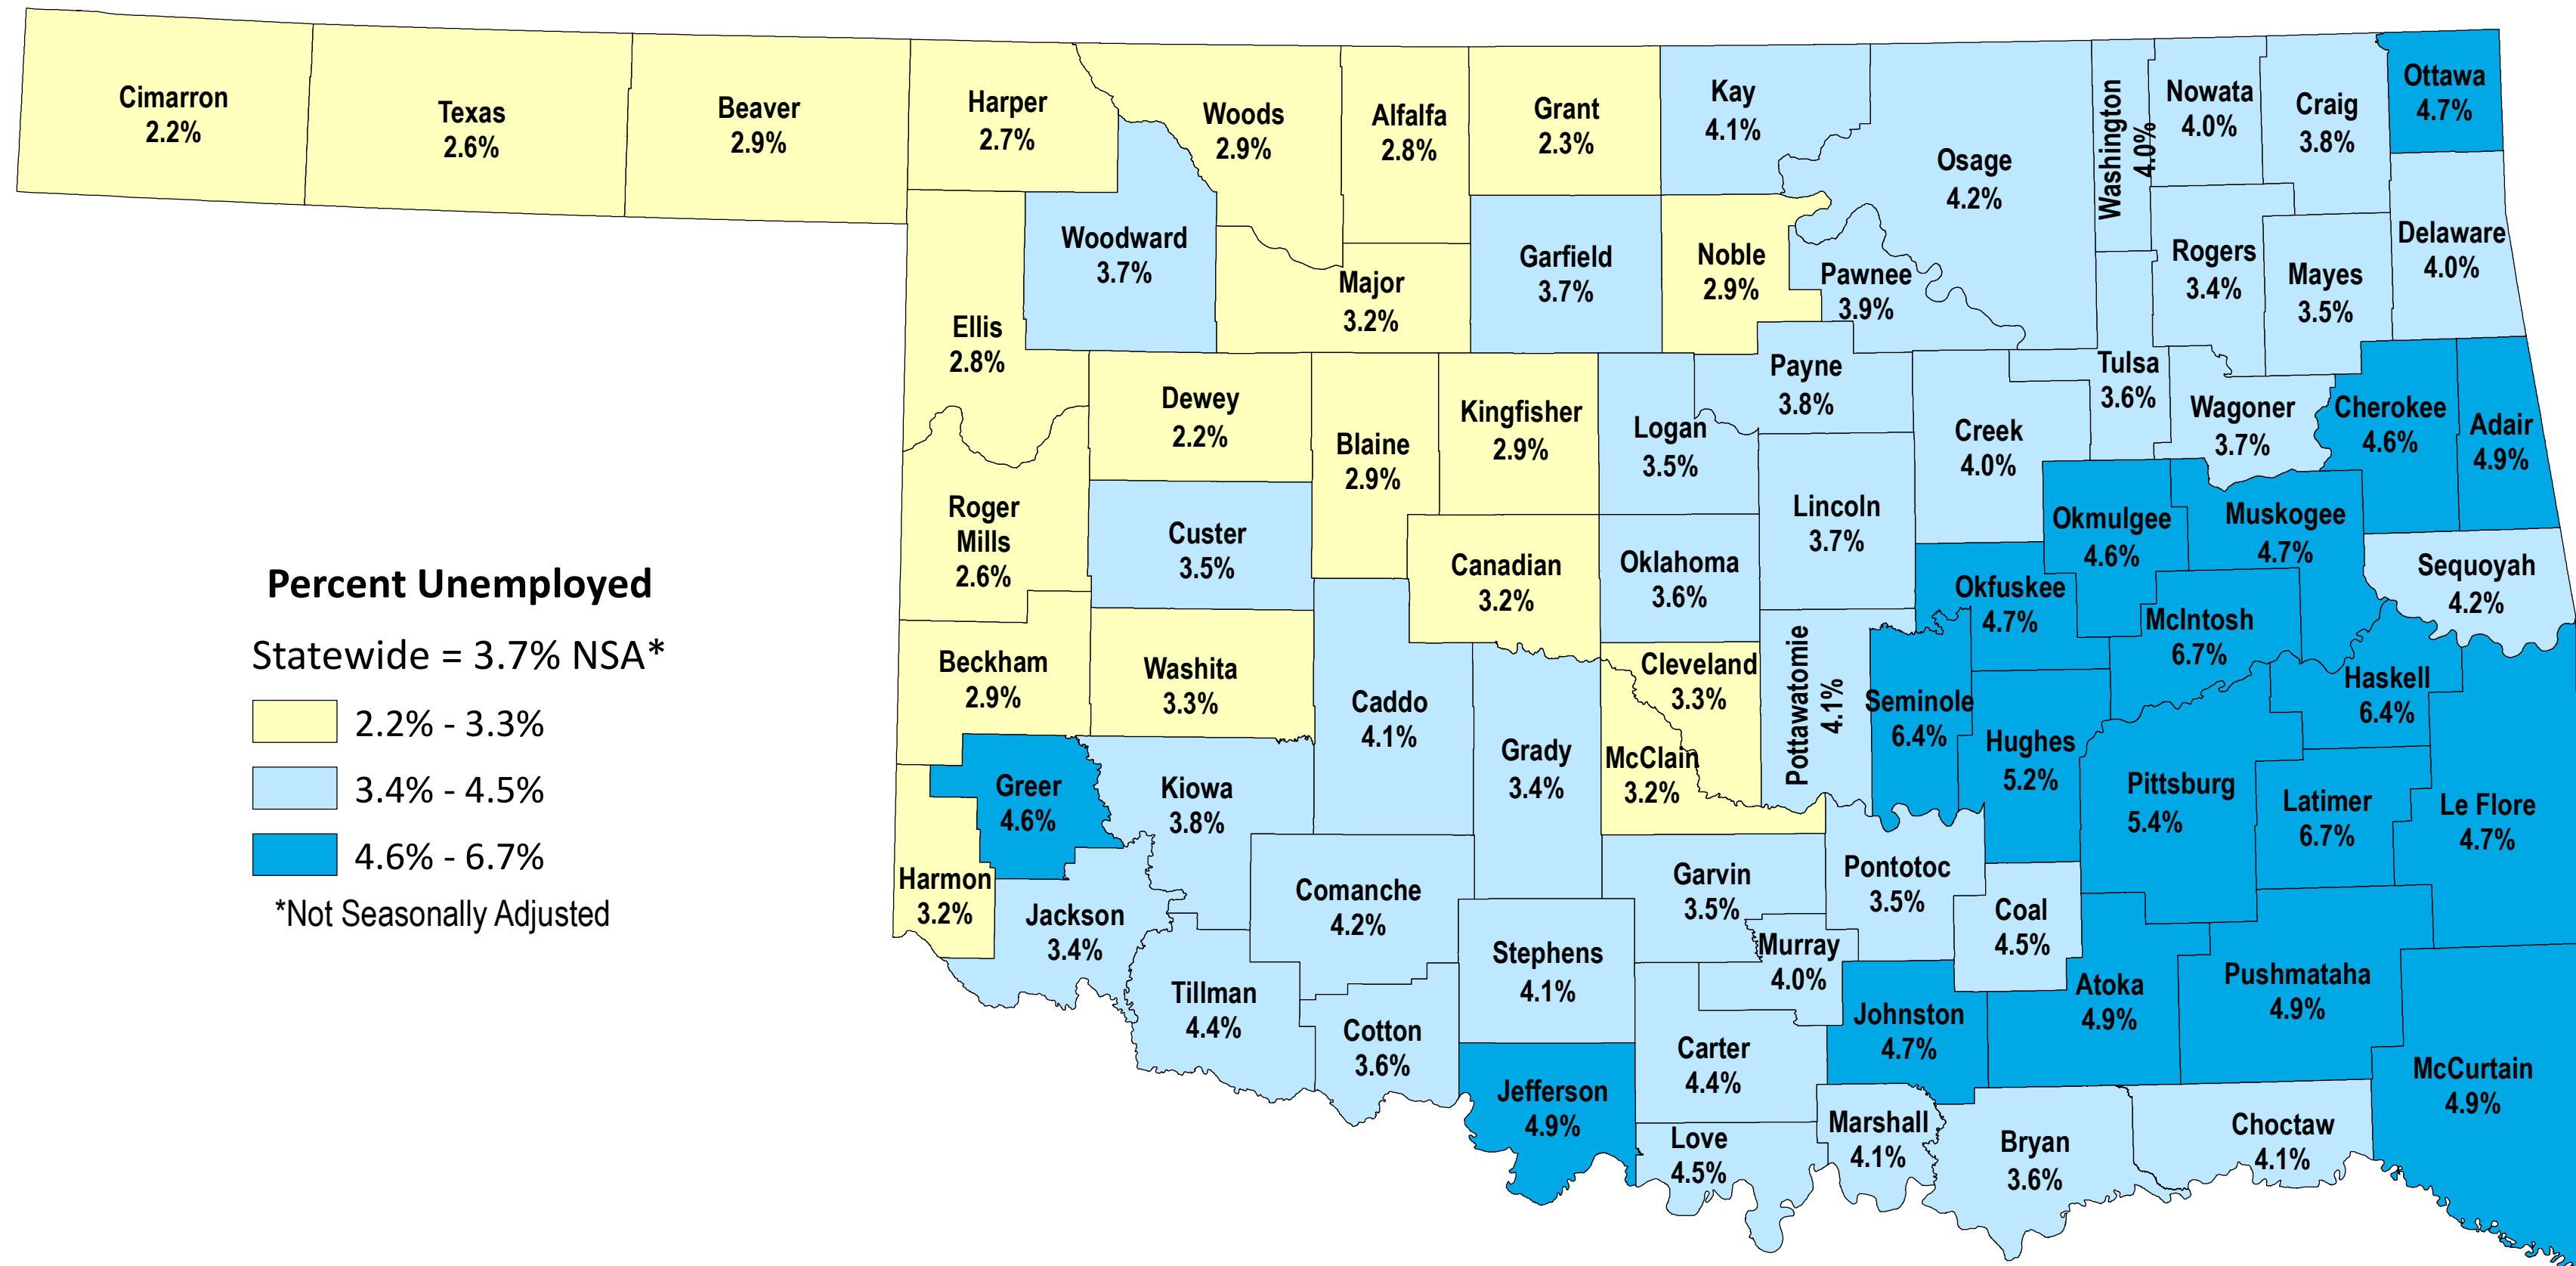 Cimarron
2.2%
Texas
2.6%
Beaver
2.9%
Harper
2.7%
Woods
2.9%
Alfalfa
2.8%
Grant
2.3%
Kay
4.1%
Osage
4.2%
Washington
4.0%
Nowata
4.0%
Craig
3.8%
Ottawa
4.7%
Woodward
3.7%
Major
3.2%
Garfield
3.7%
Noble
2.9%
Pawnee
3.9%
Rogers
3.4%
Mayes
3.5%
Delaware
4.0%
Ellis
2.8%
Dewey
2.2%
Blaine
2.9%
Kingfisher
2.9%
Logan
3.5%
Payne
3.8%
Creek
4.0%
Tulsa
3.6%
Wagoner
3.7%
Cherokee
4.6%
Adair
4.9%
Roger
Mills
2.6%
Custer
3.5%
Canadian
3.2%
Oklahoma
3.6%
Lincoln
3.7%
Okfuskee
4.7%
Okmulgee
4.6%
Muskogee
4.7%
McIntosh
6.7%
Sequoyah
4.2%
Percent Unemployed
Statewide = 3.7% NSA*
2.2% - 3.3%
3.4% - 4.5%
4.6% - 6.7%
*Not Seasonally Adjusted
Beckham
2.9%
Washita
3.3%
Caddo
4.1%
Grady
3.4%
Cleveland
3.3%
McClain
3.2%
Pottawatomie
4.1%
Seminole
6.4%
Hughes
5.2%
Pittsburg
5.4%
Haskell
6.4%
Latimer
6.7%
Le Flore
4.7%
Greer
4.6%
Kiowa
3.8%
Harmon
3.2%
Jackson
3.4%
Comanche
4.2%
Garvin
3.5%
Pontotoc
3.5%
Coal
4.5%
Tillman
4.4%
Cotton
3.6%
Stephens
4.1%
Murray
4.0%
Johnston
4.7%
Atoka
4.9%
Pushmataha
4.9%
McCurtain
4.9%
Jefferson
4.9%
Carter
4.4%
Love
4.5%
Marshall
4.1%
Bryan
3.6%
Choctaw
4.1%